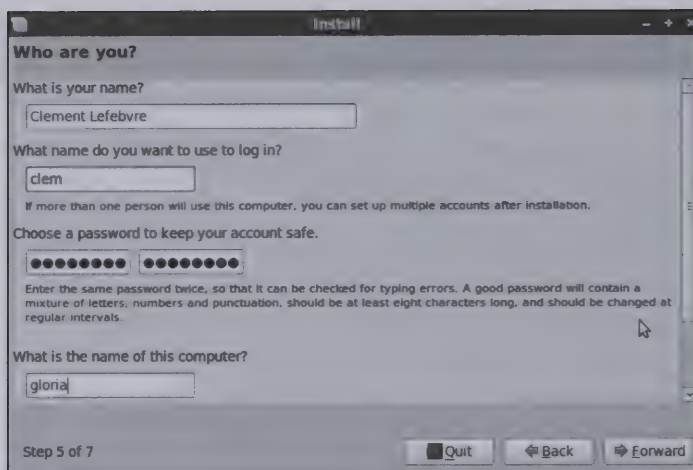 Install
Who are you?
What is your name?
Clement Lefebvre
What name do you want to use to log in?
clem
If more than one person will use this computer, you can set up multiple accounts after installation.
Choose a password to keep your account safe.
●●●●●●●● ●●●●●●●●
Enter the same password twice, so that it can be checked for typing errors. A good password will contain a
mixture of letters, numbers and punctuation, should be at least eight characters long, and should be changed at
regular intervals.
What is the name of this computer?
gloria
Step 5 of 7
Quit Back Forward